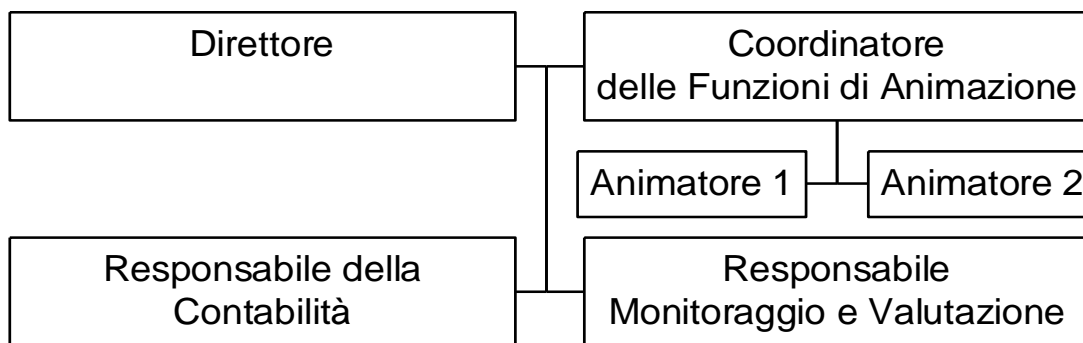 Direttore
Coordinatore
delle Funzioni di Animazione
Animatore 1
Animatore 2
Responsabile della
Contabilità
Responsabile
Monitoraggio e Valutazione